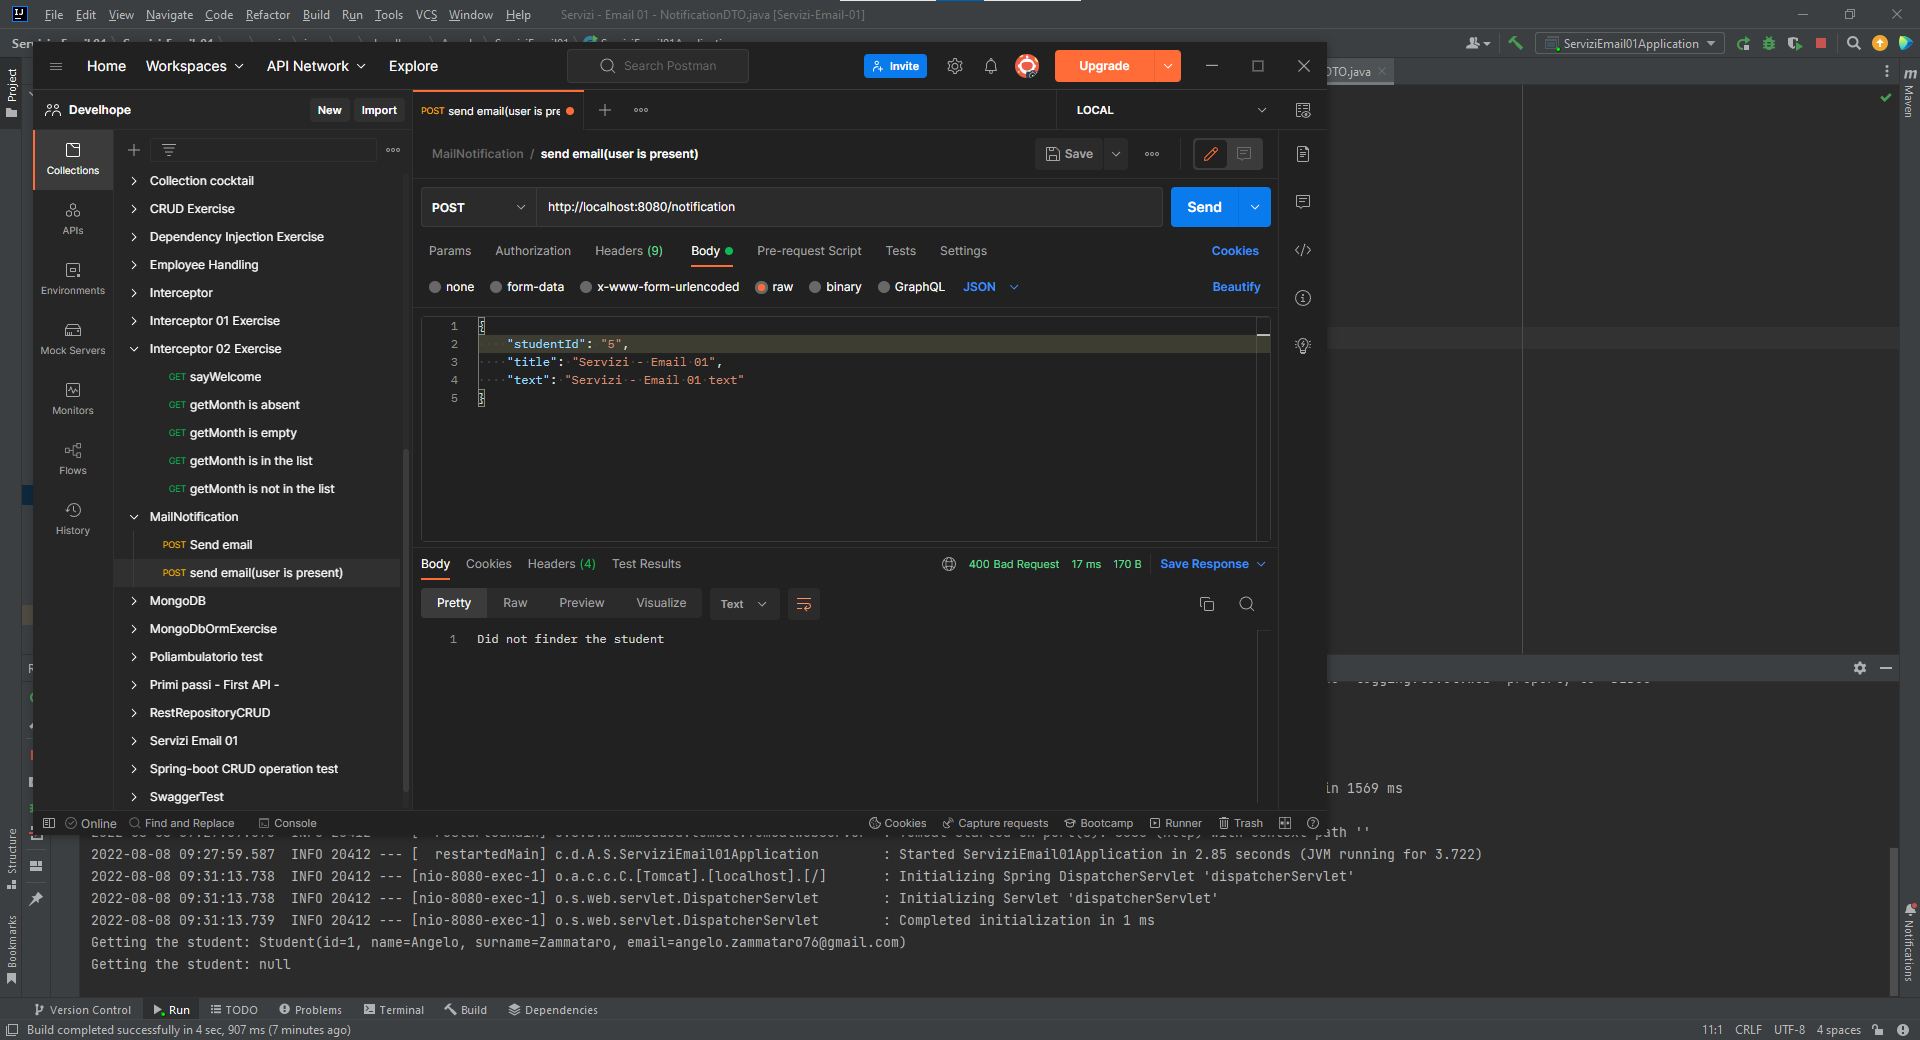 File Edit View Navigate Code Refactor Build Run Tools VCS Window Help Servizi - Email 01 - NotificationDTO.java [Servizi-Email-01]
ServiziEmail01Application
Home Workspaces API Network Explore Search Postman Invite Upgrade
DTO.java
Project
Maven
Develhope New Import
POST send email(user is pre
LOCAL
Collections
APIs
Environments
Mock Servers
Monitors
Flows
History
Collection cocktail
CRUD Exercise
Dependency Injection Exercise
Employee Handling
Interceptor
Interceptor 01 Exercise
Interceptor 02 Exercise
GET sayWelcome
GET getMonth is absent
GET getMonth is empty
GET getMonth is in the list
GET getMonth is not in the list
MailNotification
POST Send email
POST send email(user is present)
MongoDB
MongoDbOrmExercise
Poliambulatorio test
Primi passi - First API -
RestRepositoryCRUD
Servizi Email 01
Spring-boot CRUD operation test
SwaggerTest
MailNotification / send email(user is present) Save
POST http://localhost:8080/notification Send
Params Authorization Headers (9) Body Pre-request Script Tests Settings Cookies
none form-data x-www-form-urlencoded raw binary GraphQL JSON Beautify
1 {
2 "studentId": "5",
3 "title": "Servizi - Email 01",
4 "text": "Servizi - Email 01 text"
5 }
Body Cookies Headers (4) Test Results 400 Bad Request 17 ms 170 B Save Response
Pretty Raw Preview Visualize Text
1 Did not finder the student
in 1569 ms
Online Find and Replace Console Cookies Capture requests Bootcamp Runner Trash
path ''
2022-08-08 09:27:59.587 INFO 20412 --- [ restartedMain] c.d.A.S.ServiziEmail01Application : Started ServiziEmail01Application in 2.85 seconds (JVM running for 3.722)
2022-08-08 09:31:13.738 INFO 20412 --- [nio-8080-exec-1] o.a.c.c.C.[Tomcat].[localhost].[/] : Initializing Spring DispatcherServlet 'dispatcherServlet'
2022-08-08 09:31:13.738 INFO 20412 --- [nio-8080-exec-1] o.s.web.servlet.DispatcherServlet : Initializing Servlet 'dispatcherServlet'
2022-08-08 09:31:13.739 INFO 20412 --- [nio-8080-exec-1] o.s.web.servlet.DispatcherServlet : Completed initialization in 1 ms
Getting the student: Student(id=1, name=Angelo, surname=Zammataro, email=angelo.zammataro76@gmail.com)
Getting the student: null
Structure
Bookmarks
Notifications
Version Control Run TODO Problems Terminal Build Dependencies
Build completed successfully in 4 sec, 907 ms (7 minutes ago) 11:1 CRLF UTF-8 4 spaces